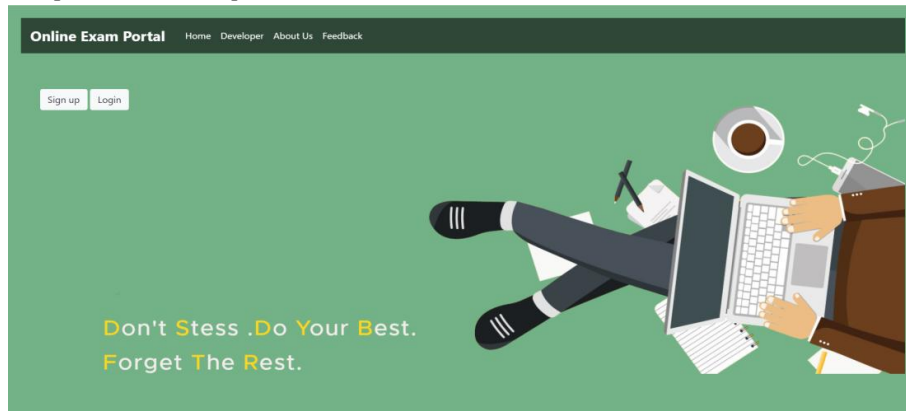 Online Exam Portal Home Developer About Us Feedback
Sign up Login
Don't Stess .Do Your Best.
Forget The Rest.